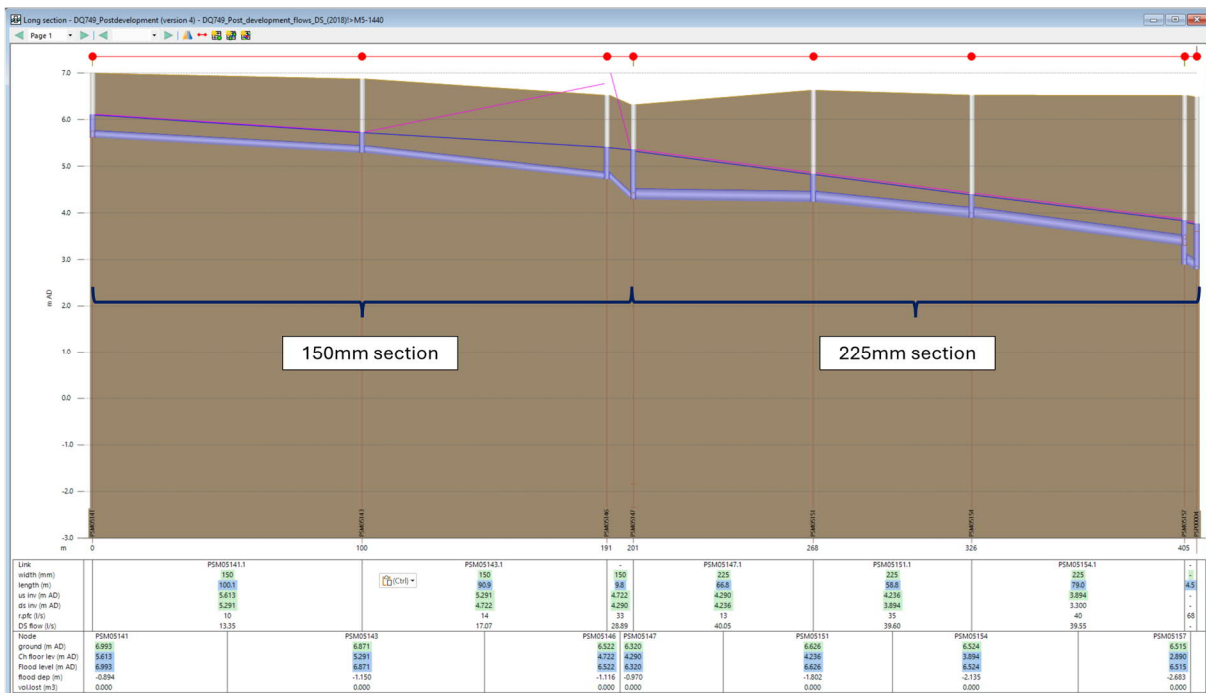 Long section - DQ749_Postdevelopment (version 4) - DQ749_Post_development_flows_DS_(2018)!>M5-1440
Page 1
7.0
6.0
5.0
4.0
3.0
m AD
2.0
1.0
0.0
-1.0
-2.0
-3.0
150mm section
225mm section
PSM05141 PSM05143 PSM05146 PSM05147 PSM05151 PSM05154 PSM05157
m 0 100 191 201 268 326 405
Link PSM05141.1 PSM05143.1 - PSM05147.1 PSM05151.1 PSM05154.1 -
width (mm) 150 150 150 225 225 225 -
length (m) 100.1 90.9 9.8 66.8 58.8 79.0 4.5
us inv (m AD) 5.613 5.291 4.722 4.290 4.236 3.894 -
ds inv (m AD) 5.291 4.722 4.290 4.236 3.894 3.300 -
r.pfc (l/s) 10 14 33 13 35 40 68
DS flow (l/s) 13.35 17.07 28.89 40.05 39.60 39.55 -
(Ctrl)
Node PSM05141 PSM05143 PSM05146 PSM05147 PSM05151 PSM05154 PSM05157
ground (m AD) 6.993 6.871 6.522 6.320 6.626 6.524 6.515
Ch floor lev (m AD) 5.613 5.291 4.722 4.290 4.236 3.894 2.890
Flood level (m AD) 6.993 6.871 6.522 6.320 6.626 6.524 6.515
flood dep (m) -0.894 -1.150 -1.116 -0.970 -1.802 -2.135 -2.683
vol.lost (m3) 0.000 0.000 0.000 0.000 0.000 0.000 0.000